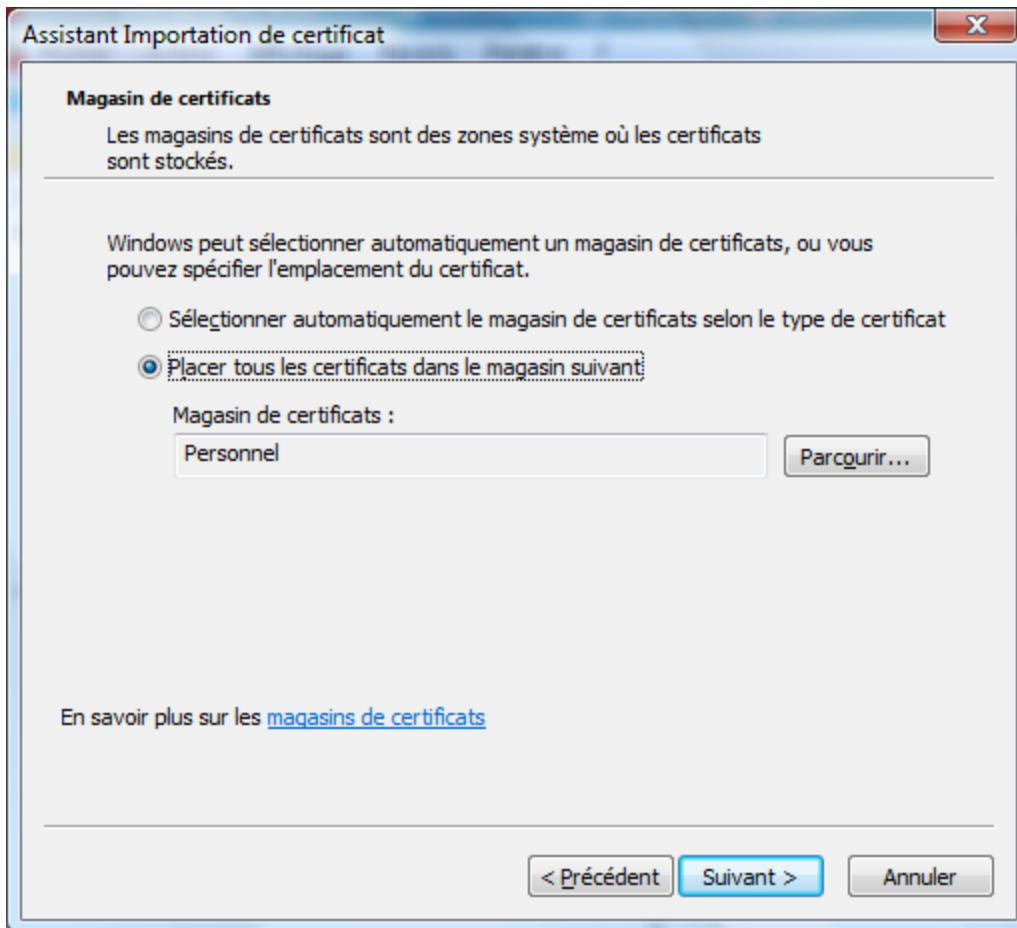 Assistant Importation de certificat
Magasin de certificats
Les magasins de certificats sont des zones système où les certificats
sont stockés.
Windows peut sélectionner automatiquement un magasin de certificats, ou vous
pouvez spécifier l'emplacement du certificat.
Sélectionner automatiquement le magasin de certificats selon le type de certificat
Placer tous les certificats dans le magasin suivant
Magasin de certificats :
Personnel
Parcourir...
En savoir plus sur les magasins de certificats
< Précédent
Suivant >
Annuler